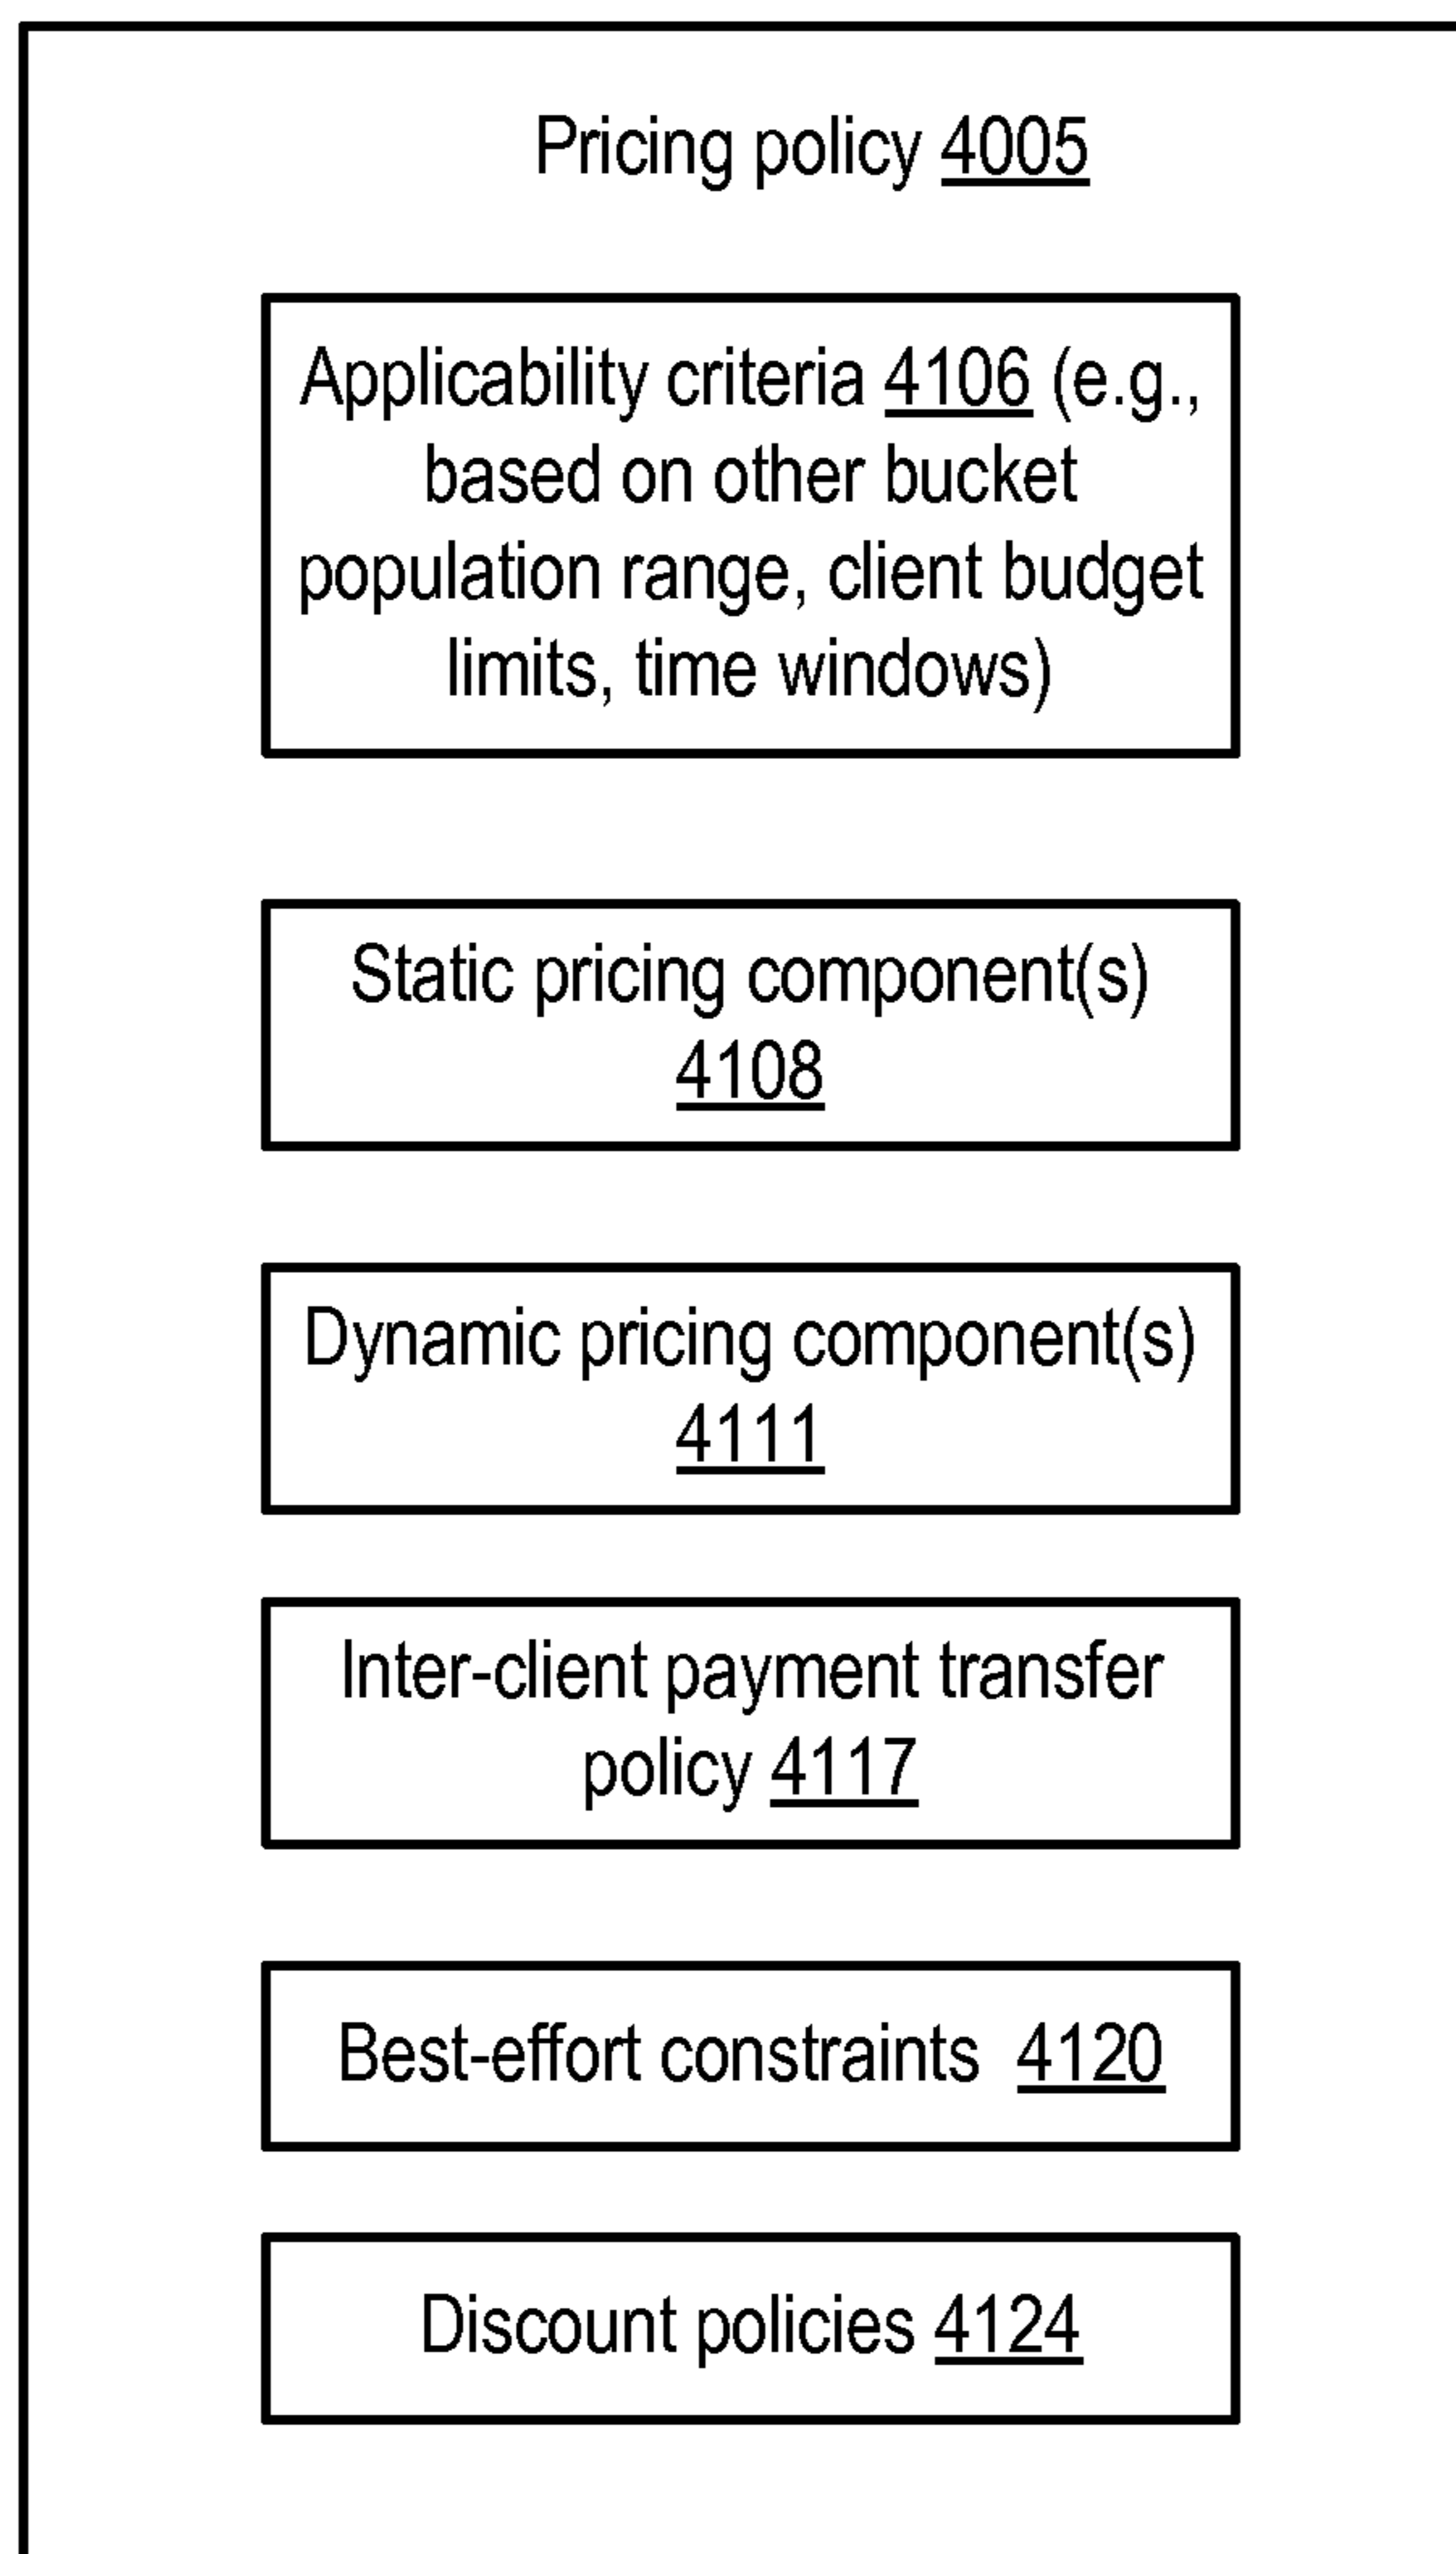 Pricing policy 4005
Applicability criteria 4106 (e.g.,
based on other bucket
population range, client budget
limits, time windows)
Static pricing component(s)
4108
Dynamic pricing component(s)
4111
Inter-client payment transfer
policy 4117
Best-effort constraints 4120
Discount policies 4124